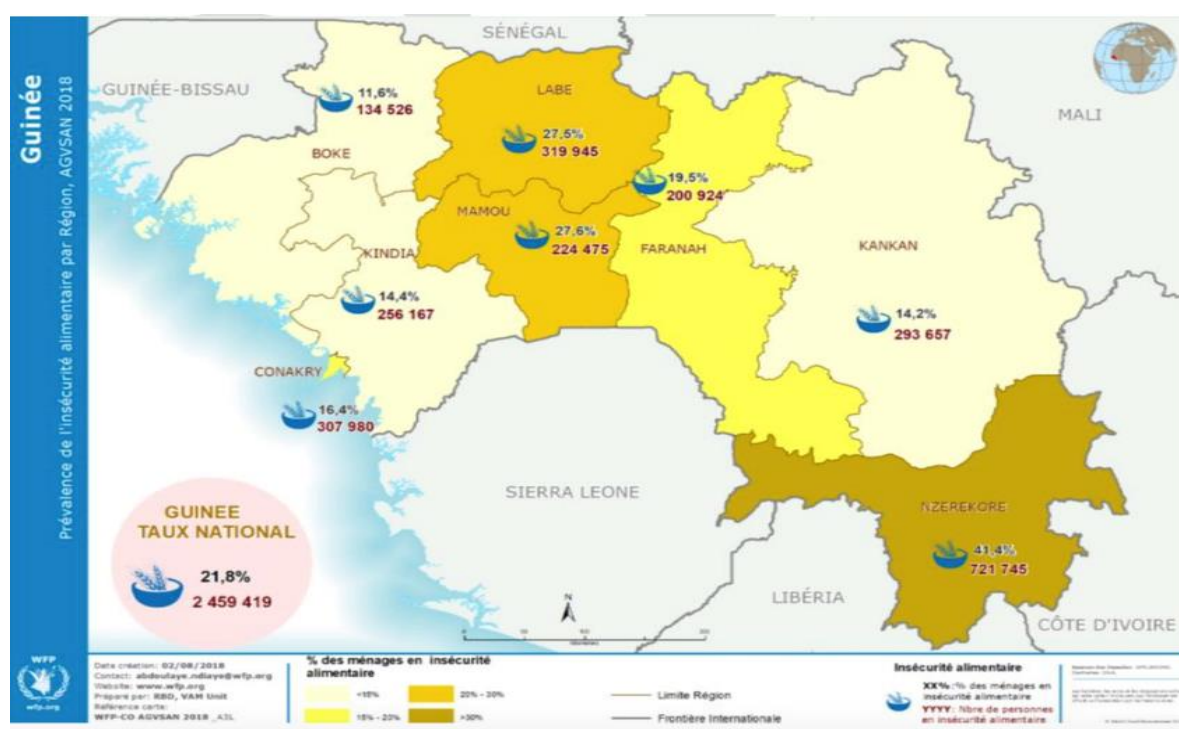 Guinée
Prévalence de l'insécurité alimentaire par Région, AGVSAN 2018
SÉNÉGAL
GUINÉE-BISSAU
MALI
11,6%
134 526
BOKE
LABE
27,5%
319 945
19,5%
200 924
MAMOU
27,6%
224 475
FARANAH
KANKAN
14,2%
293 657
KINDIA
14,4%
256 167
CONAKRY
16,4%
307 980
SIERRA LEONE
NZEREKORE
41,4%
721 745
LIBÉRIA
CÔTE D'IVOIRE
GUINEE
TAUX NATIONAL
21,8%
2 459 419
N
WFP
wfp.org
Date création: 02/08/2018
Contact: abdoulaye.ndiaye@wfp.org
Website: www.wfp.org
Préparé par: RBD, VAM Unit
Référence carte:
WFP-CO AGVSAN 2018 _A3L
% des ménages en insécurité
alimentaire
<15%
15% - 20%
20% - 30%
>30%
Limite Région
Frontière Internationale
Insécurité alimentaire
XX%: % des ménages en
insécurité alimentaire
YYYY: Nbre de personnes
en insécurité alimentaire